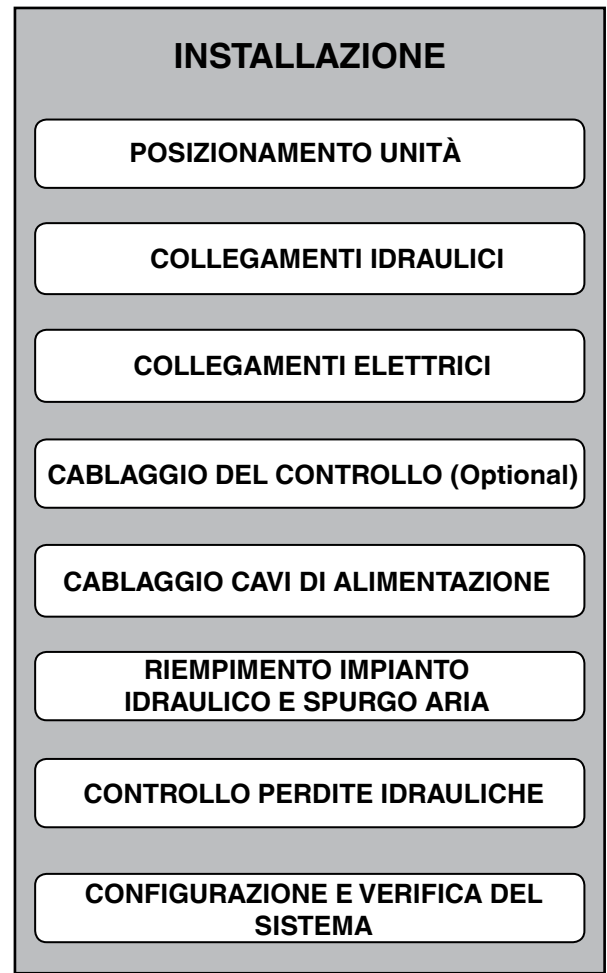 INSTALLAZIONE
POSIZIONAMENTO UNITÀ
COLLEGAMENTI IDRAULICI
COLLEGAMENTI ELETTRICI
CABLAGGIO DEL CONTROLLO (Optional)
CABLAGGIO CAVI DI ALIMENTAZIONE
RIEMPIMENTO IMPIANTO
IDRAULICO E SPURGO ARIA
CONTROLLO PERDITE IDRAULICHE
CONFIGURAZIONE E VERIFICA DEL
SISTEMA